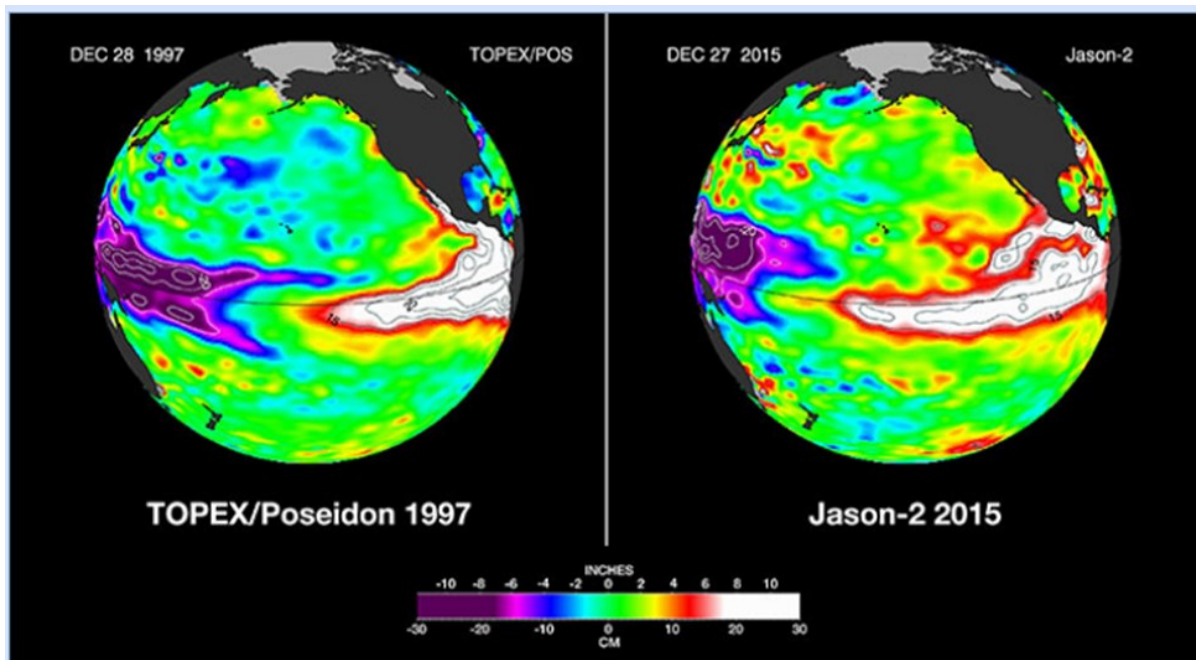 DEC 28 1997
TOPEX/POS
DEC 27 2015
Jason-2
TOPEX/Poseidon 1997
Jason-2 2015
INCHES
-10 -8 -6 -4 -2 0 2 4 6 8 10
-30 -20 -10 0 10 20 30
CM